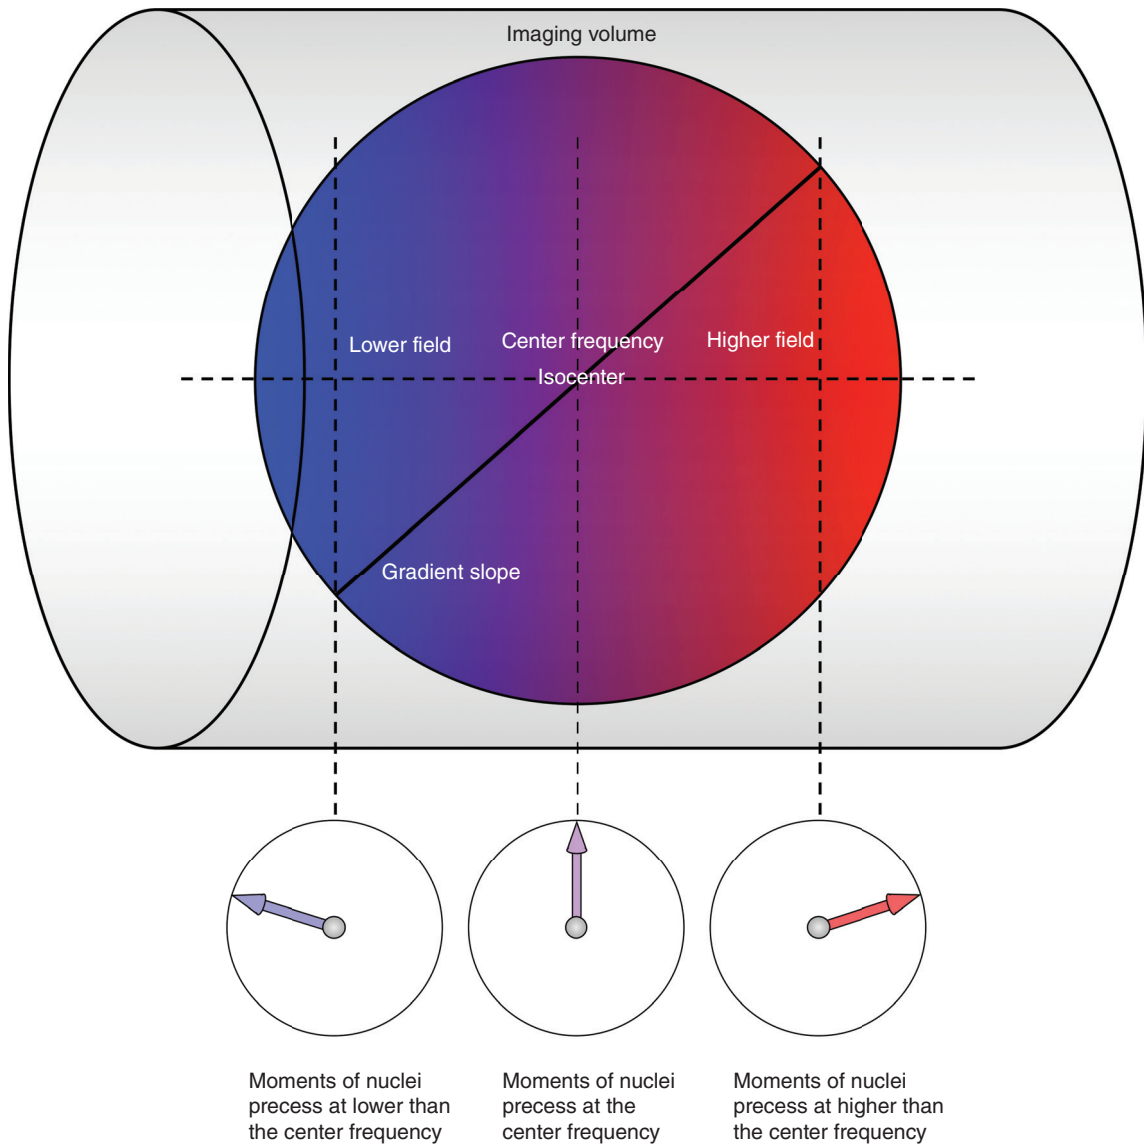 Imaging volume
Lower field
Center frequency
Higher field
Isocenter
Gradient slope
Moments of nuclei
precess at lower than
the center frequency
Moments of nuclei
precess at the
center frequency
Moments of nuclei
precess at higher than
the center frequency